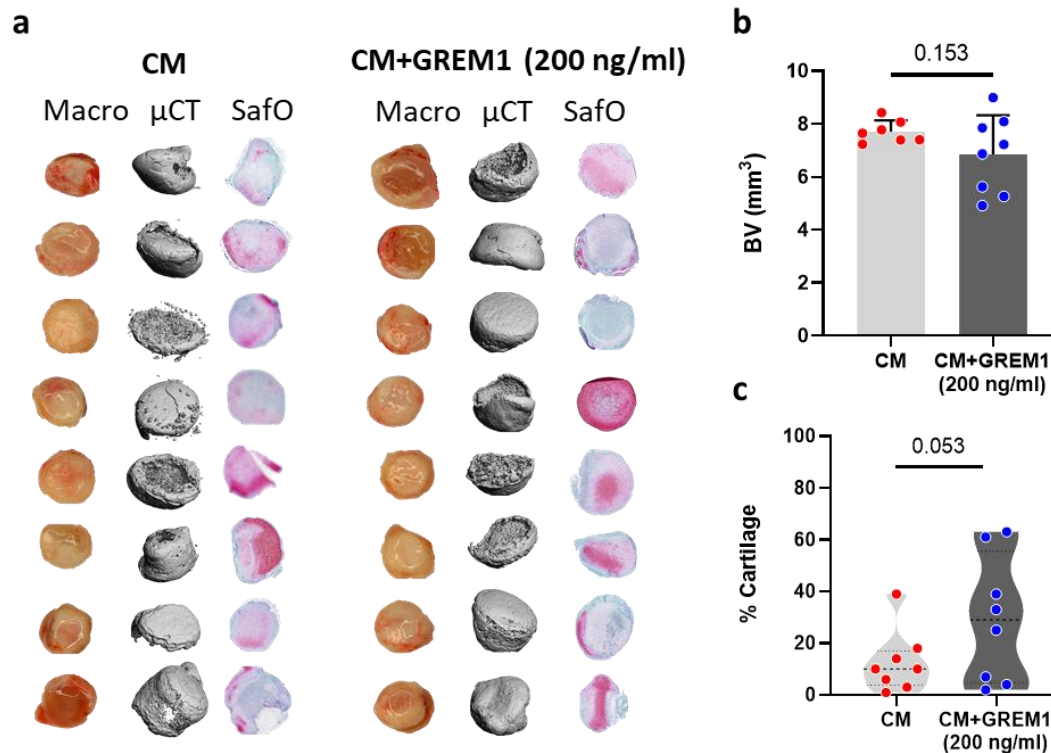 a
CM
CM+GREM1 (200 ng/ml)
Macro µCT SafO
Macro µCT SafO
b
0.153
10
8
6
4
2
0
BV (mm³)
CM
CM+GREM1
(200 ng/ml)
c
0.053
100
80
60
40
20
0
% Cartilage
CM
CM+GREM1
(200 ng/ml)